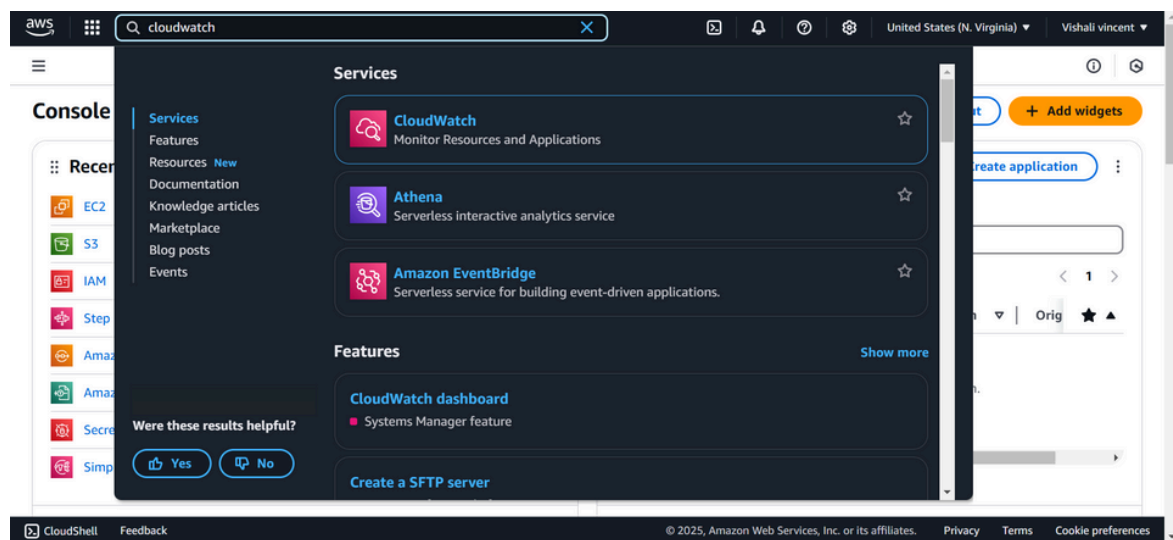 aws
cloudwatch
United States (N. Virginia)
Vishali vincent
Console
Add widgets
Recen
Create application
EC2
S3
IAM
Step
Amaz
Amaz
Secre
Simp
1
Orig
Services
Features
Resources New
Documentation
Knowledge articles
Marketplace
Blog posts
Events
Were these results helpful?
Yes
No
Services
CloudWatch
Monitor Resources and Applications
Athena
Serverless interactive analytics service
Amazon EventBridge
Serverless service for building event-driven applications.
Features
Show more
CloudWatch dashboard
Systems Manager feature
Create a SFTP server
CloudShell
Feedback
© 2025, Amazon Web Services, Inc. or its affiliates.
Privacy
Terms
Cookie preferences